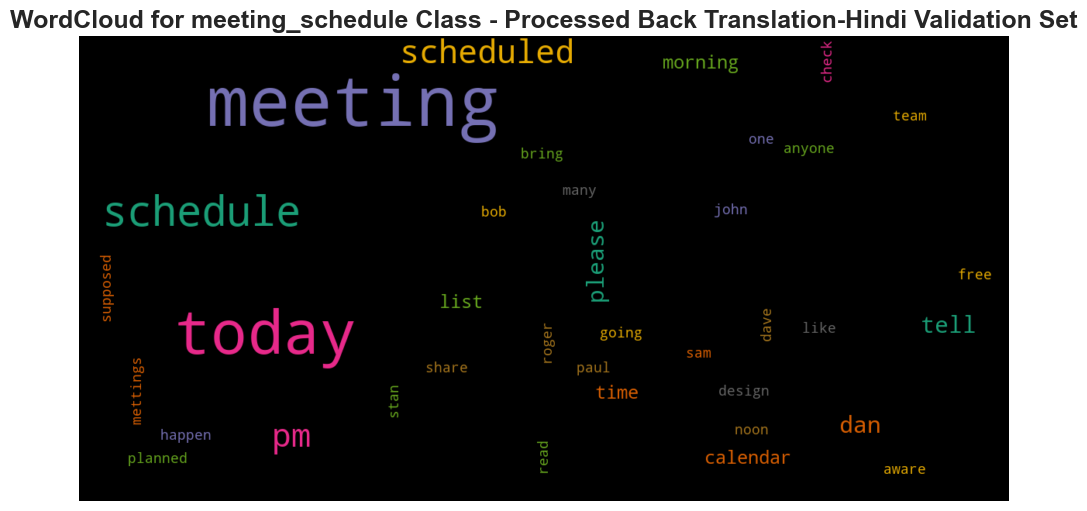 WordCloud for meeting_schedule Class - Processed Back Translation-Hindi Validation Set
scheduled
morning
check
meeting
team
one
anyone
bring
many
schedule
bob
john
please
supposed
free
list
today
tell
roger
going
dave
like
sam
mettings
share
paul
stan
time
design
dan
pm
happen
noon
planned
read
calendar
aware